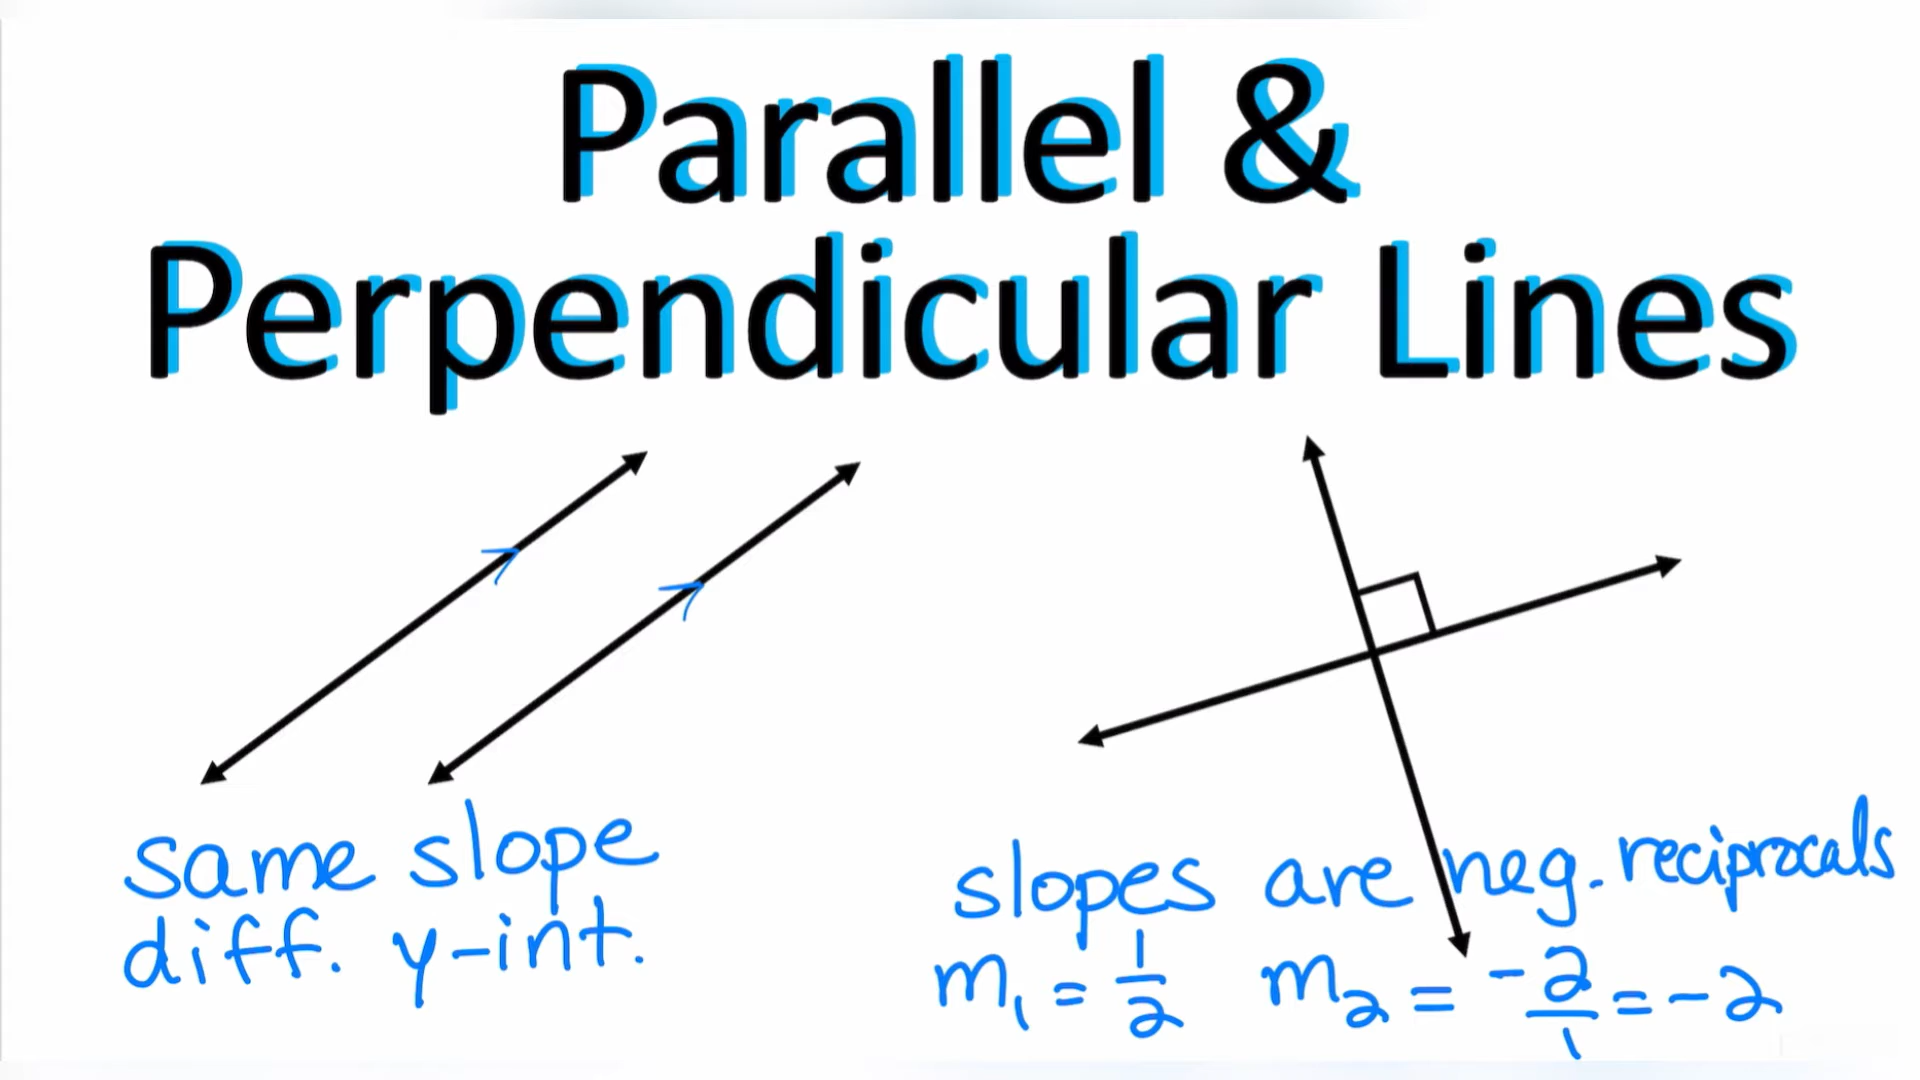 Parallel &
Perpendicular Lines
same slope
diff. y-int.
slopes are neg. reciprocals
m₁ = 1/2 m₂ = -2/1 = -2